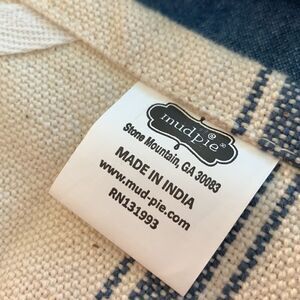 mudpie®
Stone Mountain, GA 30083
MADE IN INDIA
www.mud-pie.com
RN131993